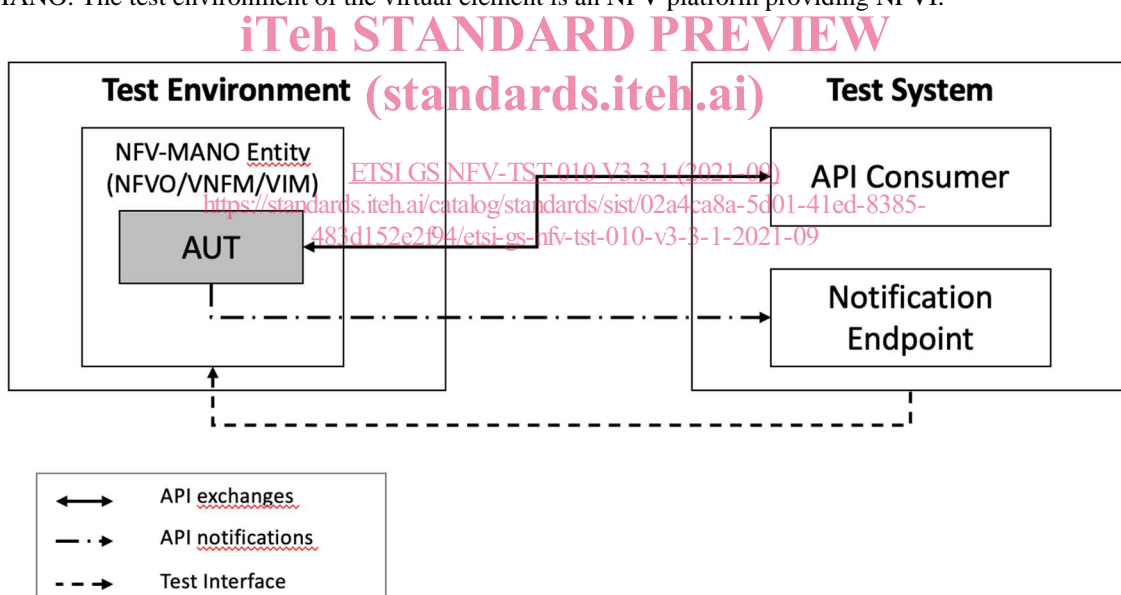 MANO. The test environment of the virtual element is an NFV platform providing NFVI.
iTeh STANDARD PREVIEW
(standards.iteh.ai)
Test Environment
Test System
NFV-MANO Entity
(NFVO/VNFM/VIM)
AUT
ETSI GS NFV-TST 010 V3.3.1 (2021-09)
https://standards.iteh.ai/catalog/standards/sist/02a4ca8a-5d01-41ed-8385-
483d152e2f94/etsi-gs-nfv-tst-010-v3-3-1-2021-09
API Consumer
Notification
Endpoint
API exchanges
API notifications
Test Interface